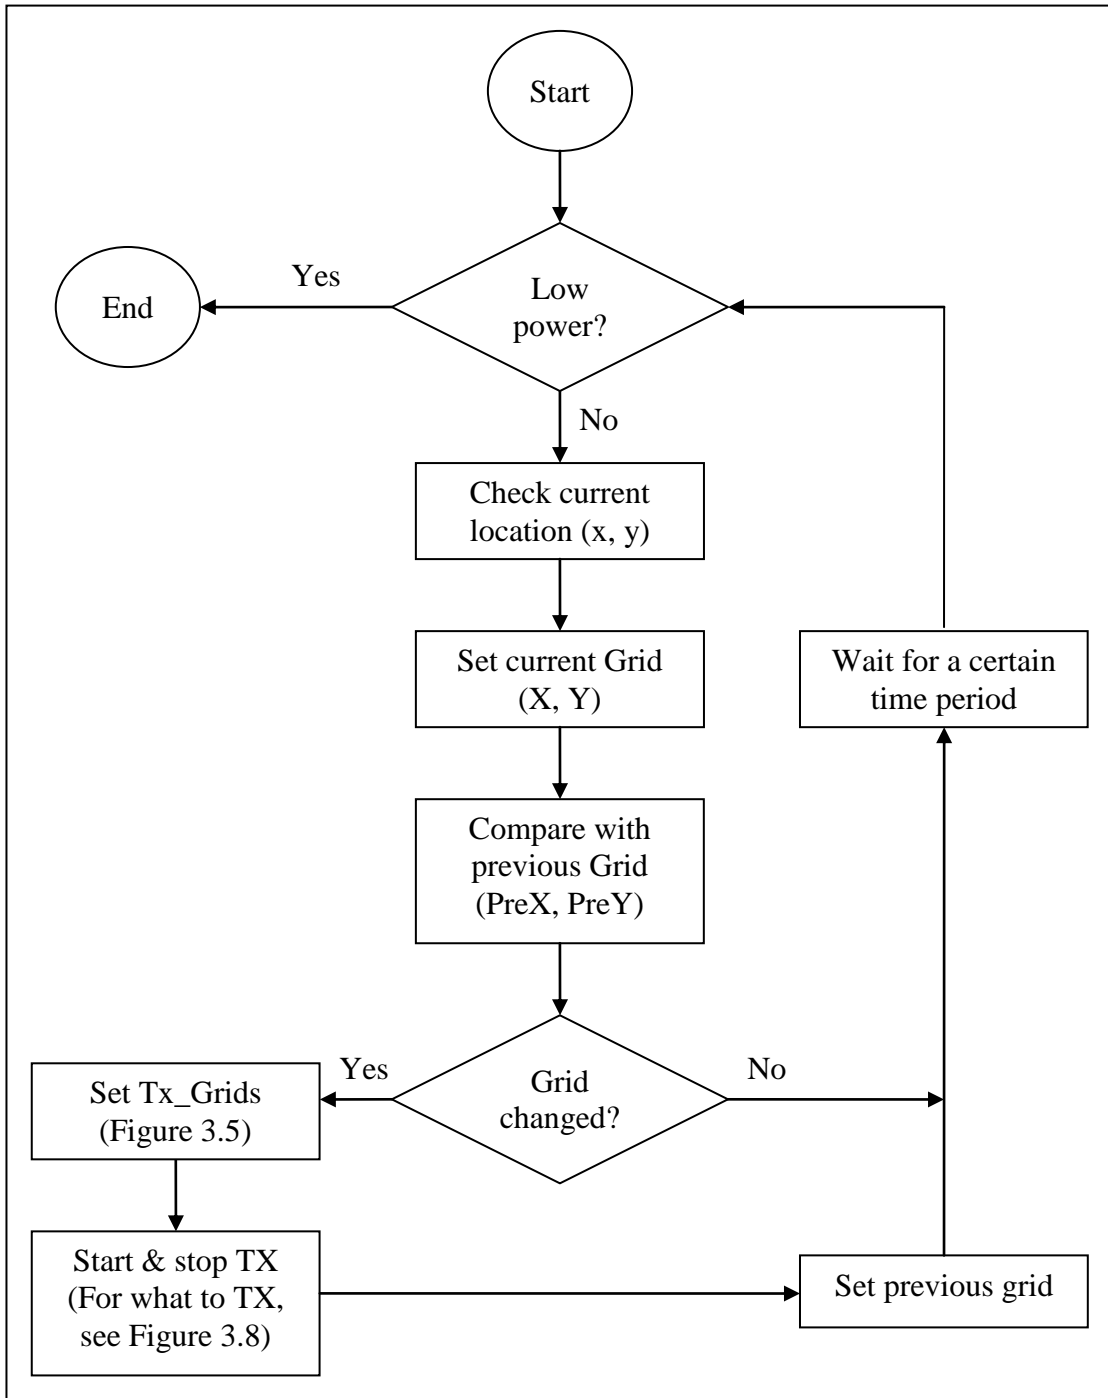 Start
Yes
End
Low
power?
No
Check current
location (x, y)
Set current Grid
(X, Y)
Wait for a certain
time period
Compare with
previous Grid
(PreX, PreY)
Yes
No
Grid
changed?
Set Tx_Grids
(Figure 3.5)
Start & stop TX
(For what to TX,
see Figure 3.8)
Set previous grid